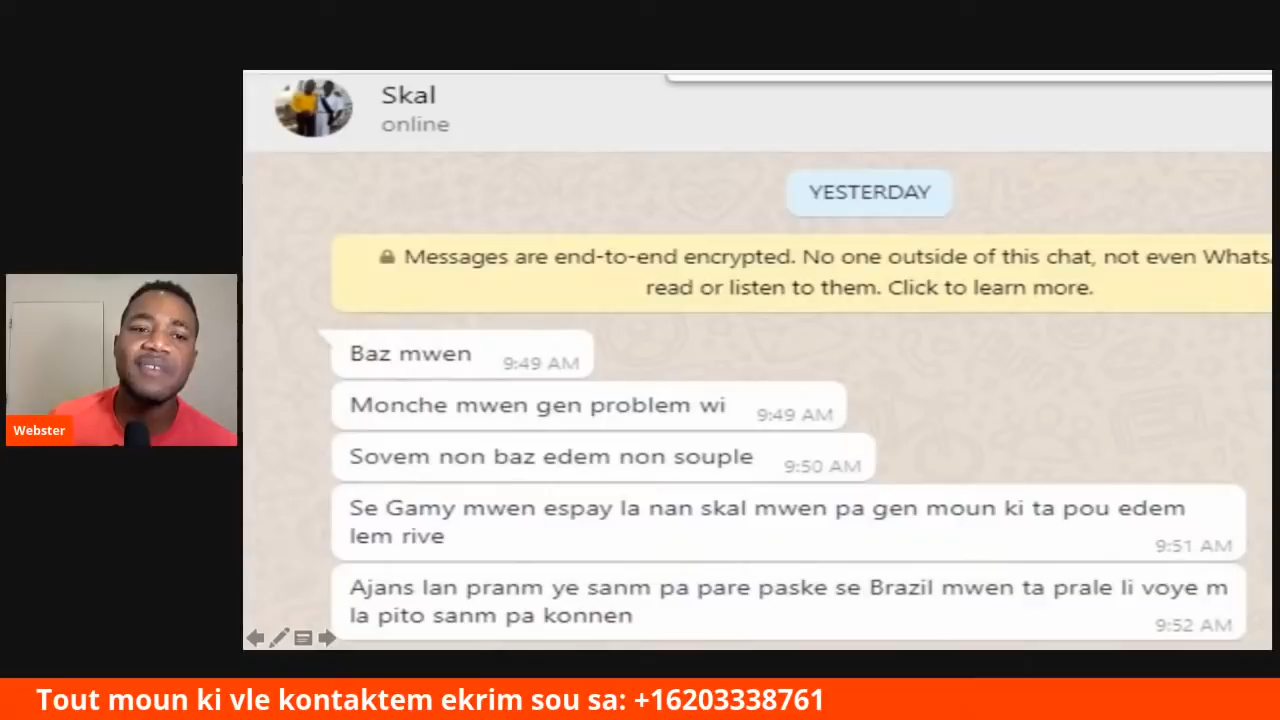 Skal
online
YESTERDAY
Messages are end-to-end encrypted. No one outside of this chat, not even Whats
read or listen to them. Click to learn more.
Baz mwen 9:49 AM
Monche mwen gen problem wi 9:49 AM
Sovem non baz edem non souple 9:50 AM
Se Gamy mwen espay la nan skal mwen pa gen moun ki ta pou edem
lem rive 9:51 AM
Ajans lan pranm ye sanm pa pare paske se Brazil mwen ta prale li voye m
la pito sanm pa konnen 9:52 AM
Webster
Tout moun ki vle kontaktem ekrim sou sa: +16203338761